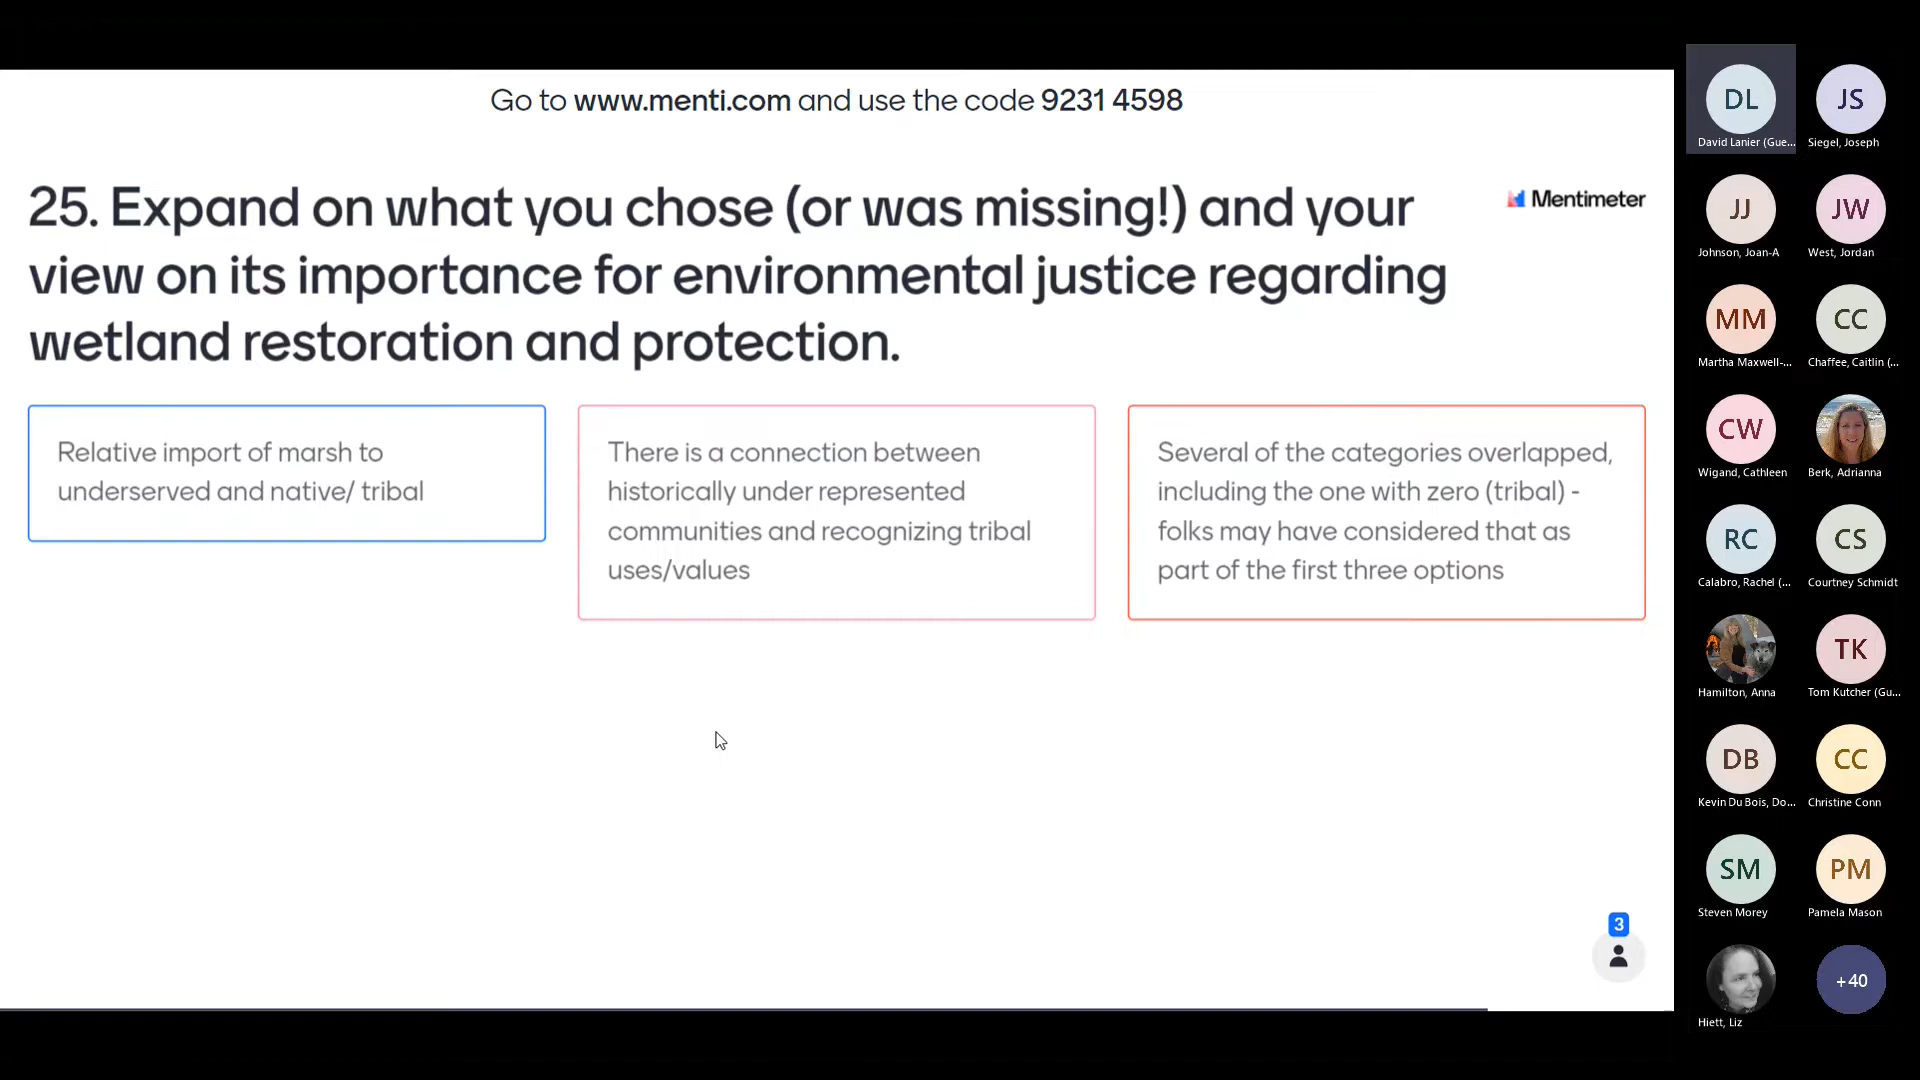 Go to www.menti.com and use the code 9231 4598
25. Expand on what you chose (or was missing!) and your
view on its importance for environmental justice regarding
wetland restoration and protection.
Mentimeter
Relative import of marsh to
underserved and native/ tribal
There is a connection between
historically under represented
communities and recognizing tribal
uses/values
Several of the categories overlapped,
including the one with zero (tribal) -
folks may have considered that as
part of the first three options
3
DL
David Lanier (Gue...
JS
Siegel, Joseph
JJ
Johnson, Joan-A
JW
West, Jordan
MM
Martha Maxwell-...
CC
Chaffee, Caitlin (...
CW
Wigand, Cathleen
Berk, Adrianna
RC
Calabro, Rachel (...
CS
Courtney Schmidt
Hamilton, Anna
TK
Tom Kutcher (Gu...
DB
Kevin Du Bois, Do...
CC
Christine Conn
SM
Steven Morey
PM
Pamela Mason
Hiett, Liz
+40